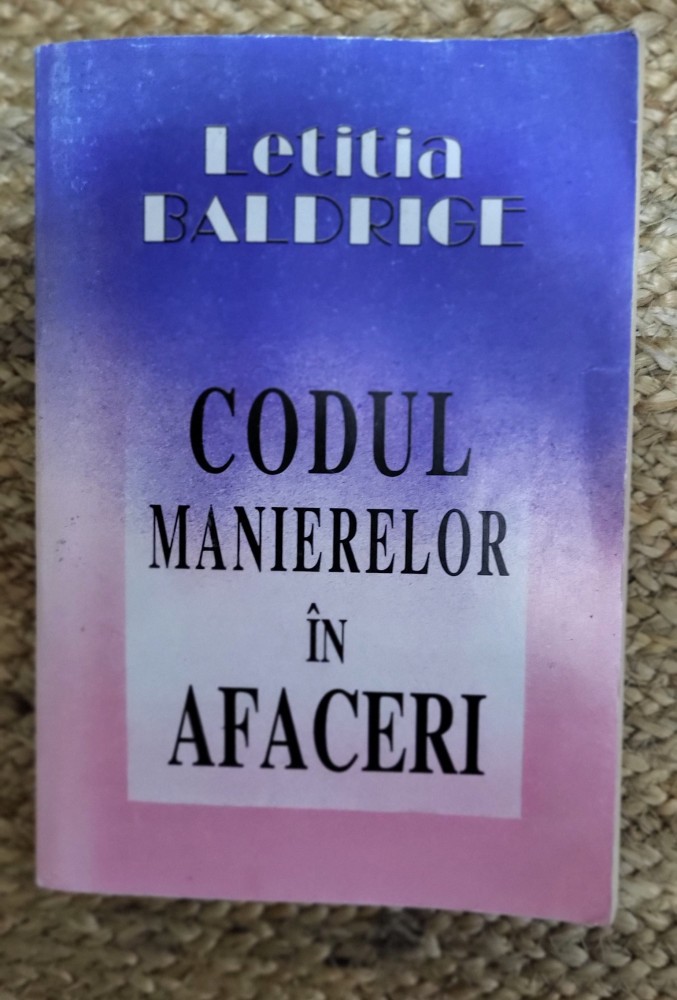 Letitia
BALDRIGE
CODUL
MANIERELOR
ÎN
AFACERI